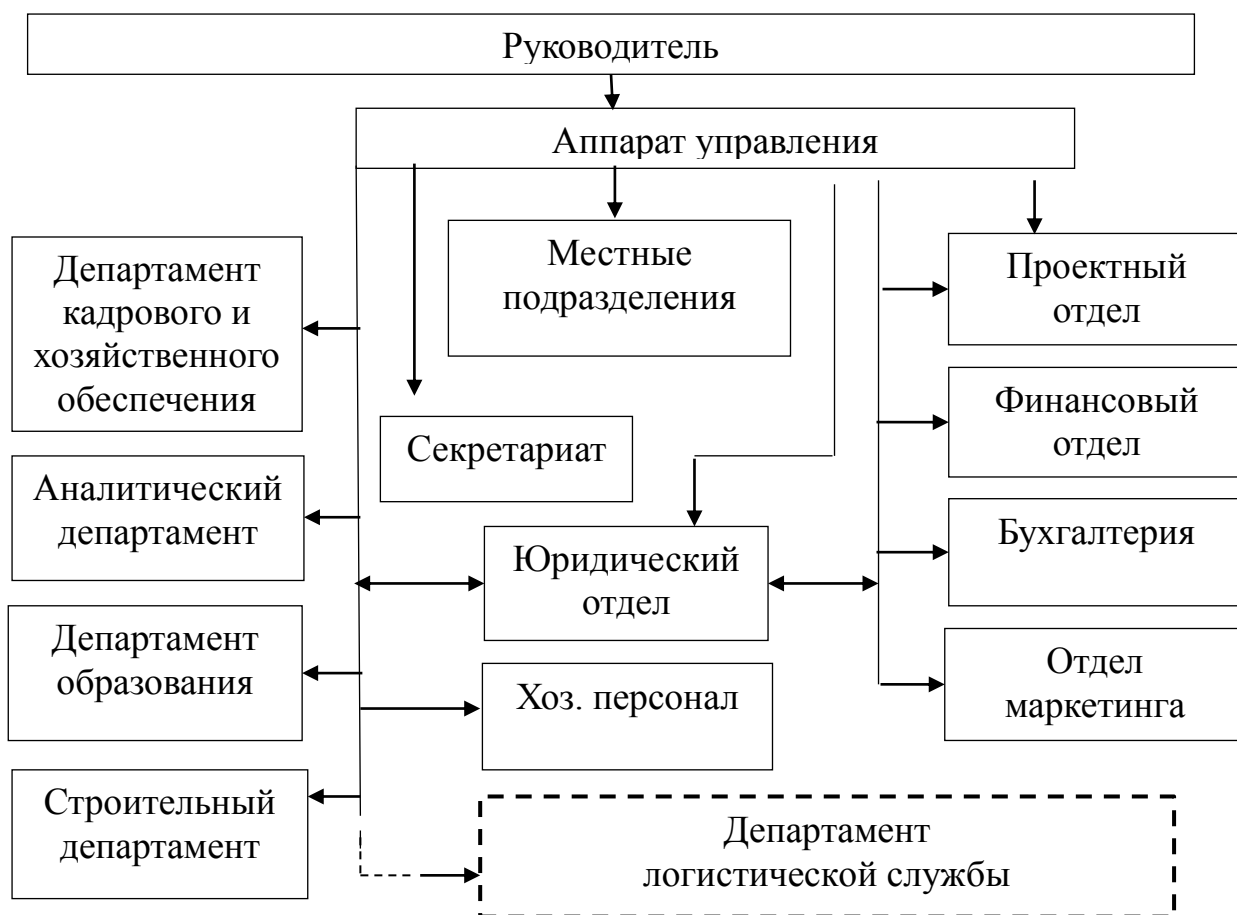 Руководитель
Аппарат управления
Местные
подразделения
Проектный
отдел
Департамент
кадрового и
хозяйственного
обеспечения
Финансовый
отдел
Секретариат
Аналитический
департамент
Бухгалтерия
Юридический
отдел
Департамент
образования
Отдел
маркетинга
Хоз. персонал
Строительный
департамент
Департамент
логистической службы